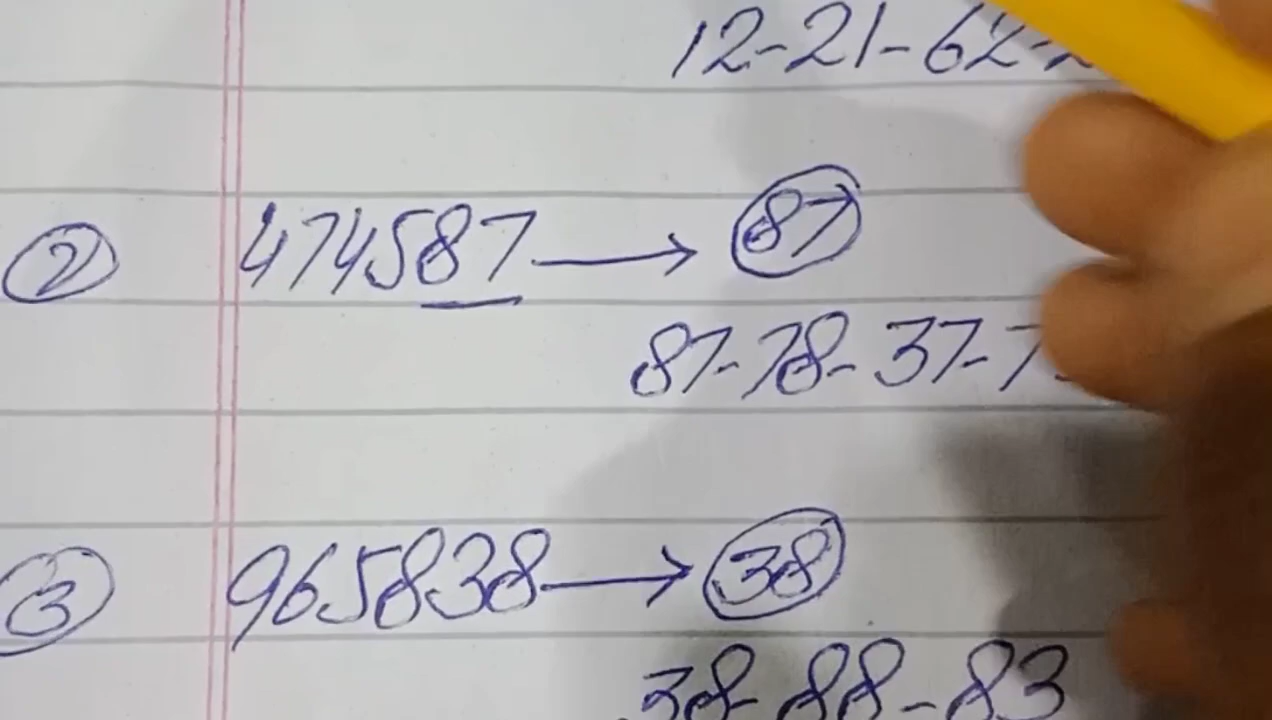 12-21-62-
② 474587 → 87
87-78-37-7
③ 965838 → 38
38-88-83